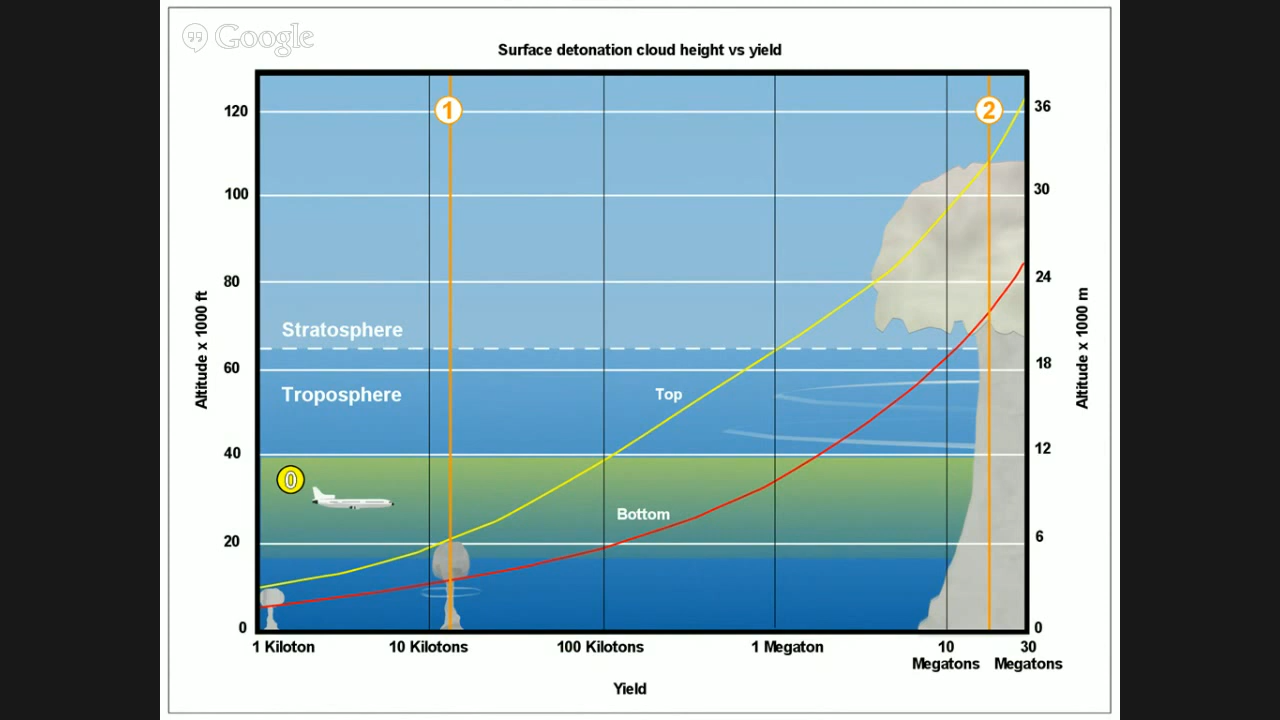 Google
Surface detonation cloud height vs yield
1
2
120
36
100
30
80
24
Stratosphere
60
18
Troposphere
Top
Altitude x 1000 ft
Altitude x 1000 m
40
12
0
Bottom
20
6
0
0
1 Kiloton
10 Kilotons
100 Kilotons
1 Megaton
10
Megatons
30
Megatons
Yield